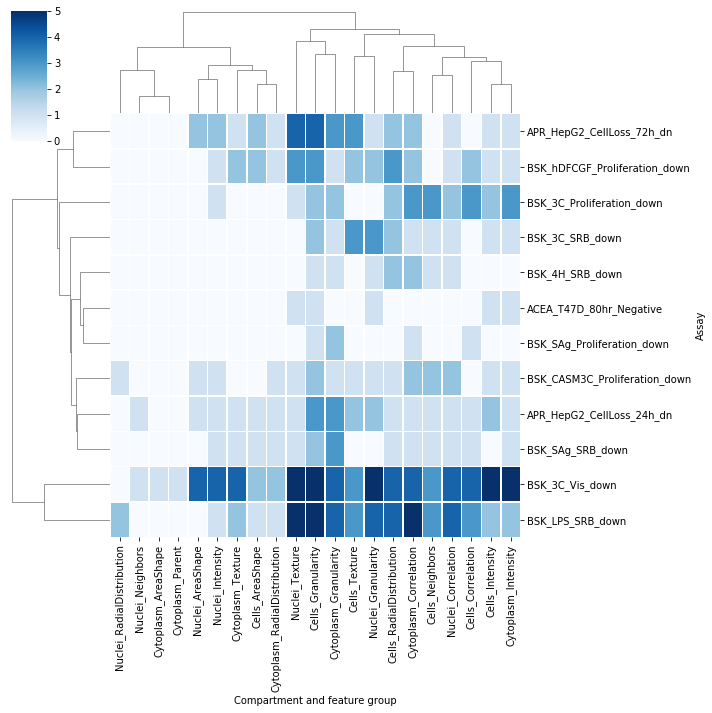 5
4
3
2
1
0
APR_HepG2_CellLoss_72h_dn
BSK_hDFCGF_Proliferation_down
BSK_3C_Proliferation_down
BSK_3C_SRB_down
BSK_4H_SRB_down
ACEA_T47D_80hr_Negative
BSK_SAg_Proliferation_down
BSK_CASM3C_Proliferation_down
APR_HepG2_CellLoss_24h_dn
BSK_SAg_SRB_down
BSK_3C_Vis_down
BSK_LPS_SRB_down
Assay
Nuclei_RadialDistribution
Nuclei_Neighbors
Cytoplasm_AreaShape
Cytoplasm_Parent
Nuclei_AreaShape
Nuclei_Intensity
Cytoplasm_Texture
Cells_AreaShape
Cytoplasm_RadialDistribution
Nuclei_Texture
Cells_Granularity
Cytoplasm_Granularity
Cells_Texture
Nuclei_Granularity
Cells_RadialDistribution
Cytoplasm_Correlation
Cells_Neighbors
Nuclei_Correlation
Cells_Correlation
Cells_Intensity
Cytoplasm_Intensity
Compartment and feature group